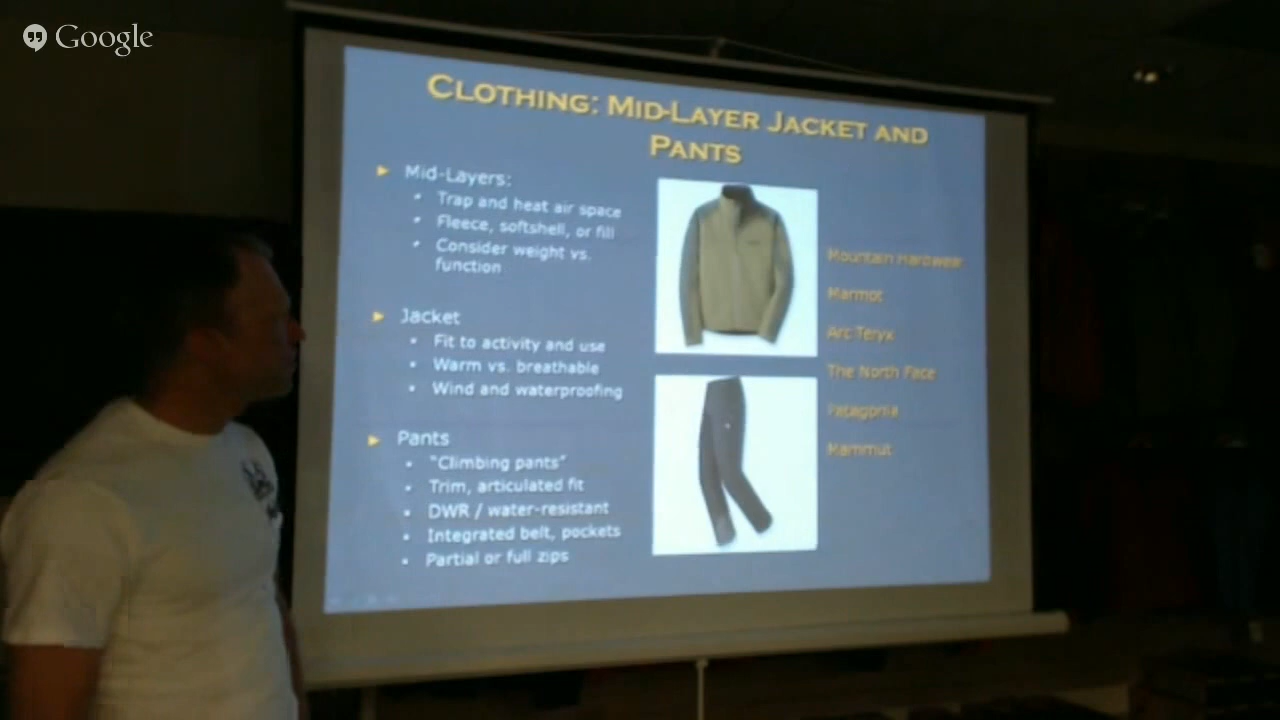 Google
Clothing: Mid-Layer Jacket and
Pants
Mid-Layers:
Trap and heat air space
Fleece, softshell, or fill
Consider weight vs.
function
Jacket
Fit to activity and use
Warm vs. breathable
Wind and waterproofing
Pants
"Climbing pants"
Trim, articulated fit
DWR / water-resistant
Integrated belt, pockets
Partial or full zips
Mountain Hardwear
Marmot
Arc Teryx
The North Face
Patagonia
Mammut